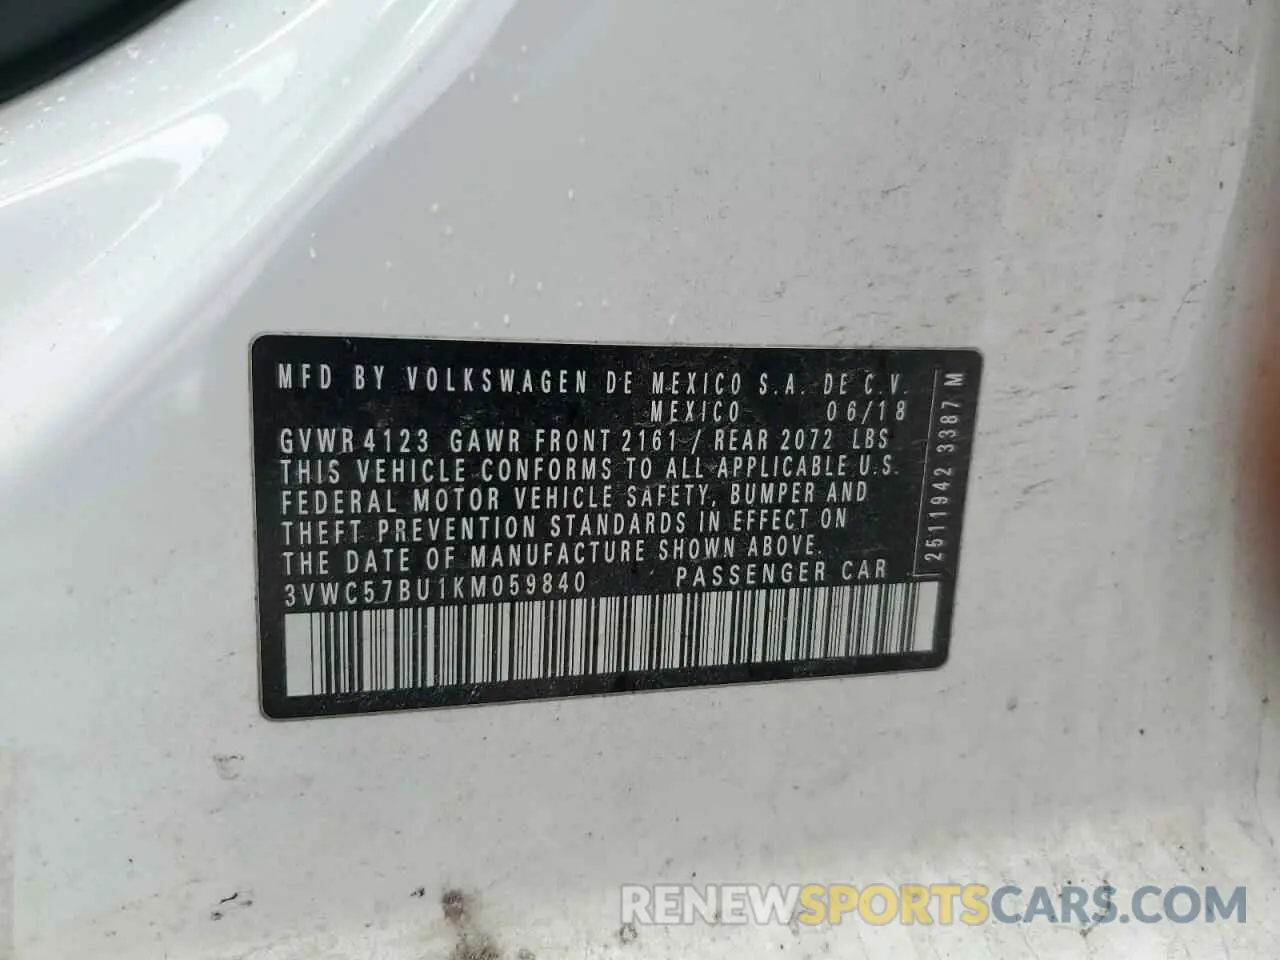 MFD BY VOLKSWAGEN DE MEXICO S.A. DE C.V.
MEXICO 06/18
GVWR 4123 GAWR FRONT 2161 / REAR 2072 LBS
THIS VEHICLE CONFORMS TO ALL APPLICABLE U.S.
FEDERAL MOTOR VEHICLE SAFETY, BUMPER AND
THEFT PREVENTION STANDARDS IN EFFECT ON
THE DATE OF MANUFACTURE SHOWN ABOVE.
3VWC57BU1KM059840 PASSENGER CAR
2511942 3387 M
RENEWSPORTSCARS.COM